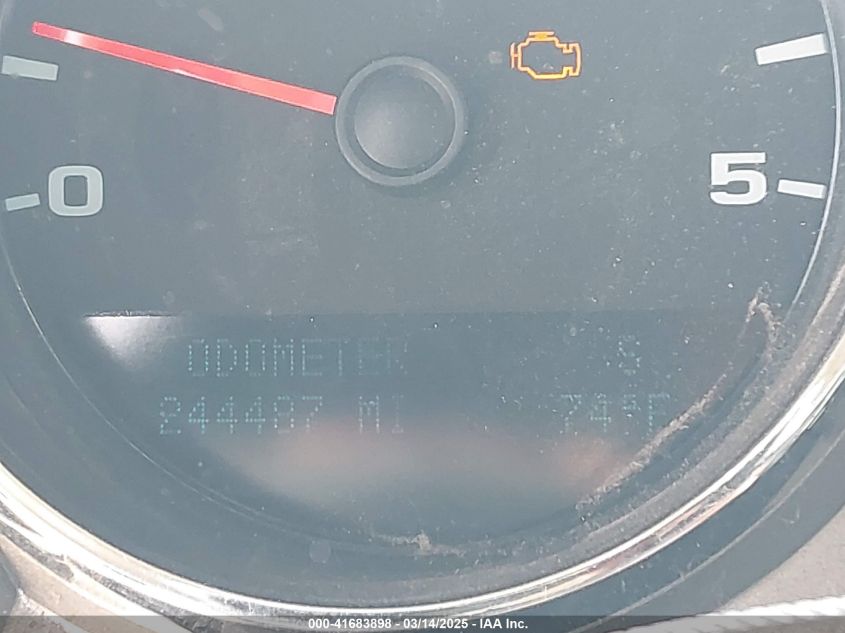 0
5
ODOMETER S
244487 MI 74°F
000-41683898 - 03/14/2025 - IAA Inc.